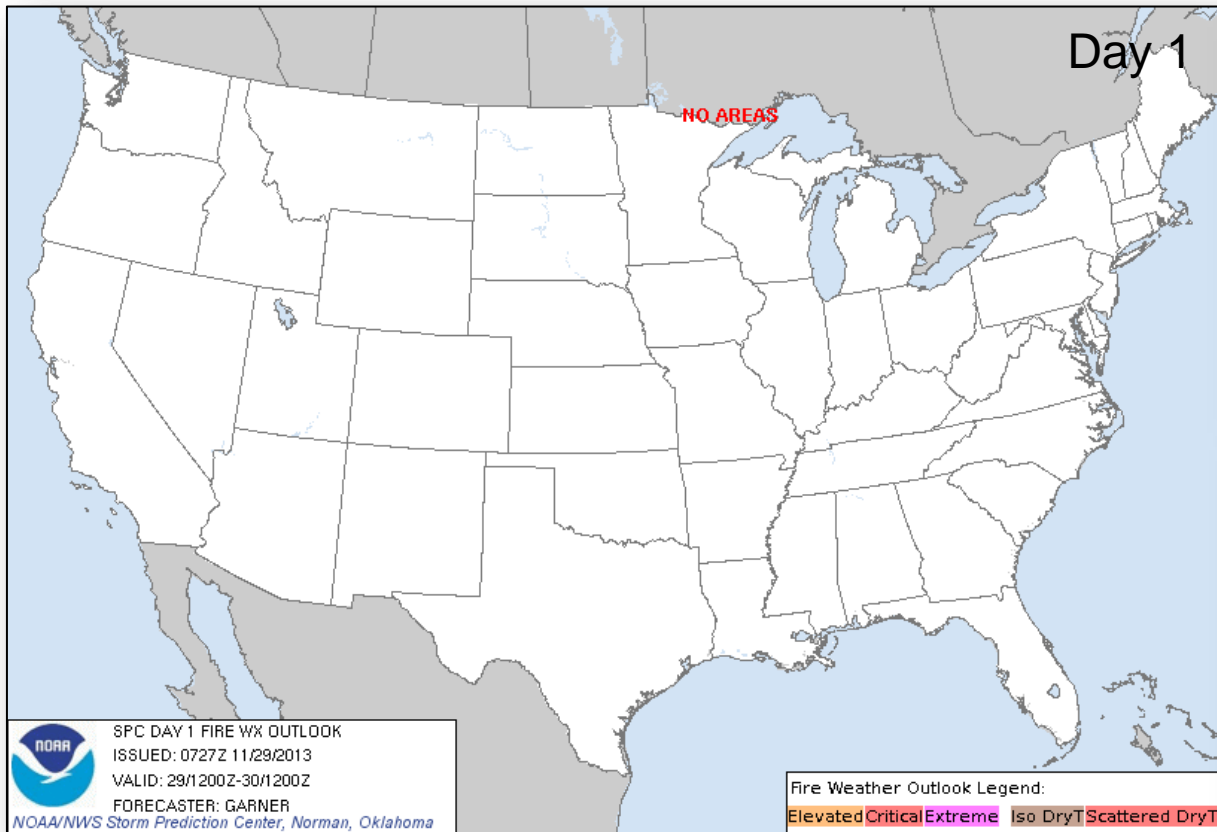 Day 1
NO AREAS
NOAA
SPC DAY 1 FIRE WX OUTLOOK
ISSUED: 0727Z 11/29/2013
VALID: 29/1200Z-30/1200Z
FORECASTER: GARNER
NOAA/NWS Storm Prediction Center, Norman, Oklahoma
Fire Weather Outlook Legend:
Elevated Critical Extreme Iso DryT Scattered DryT